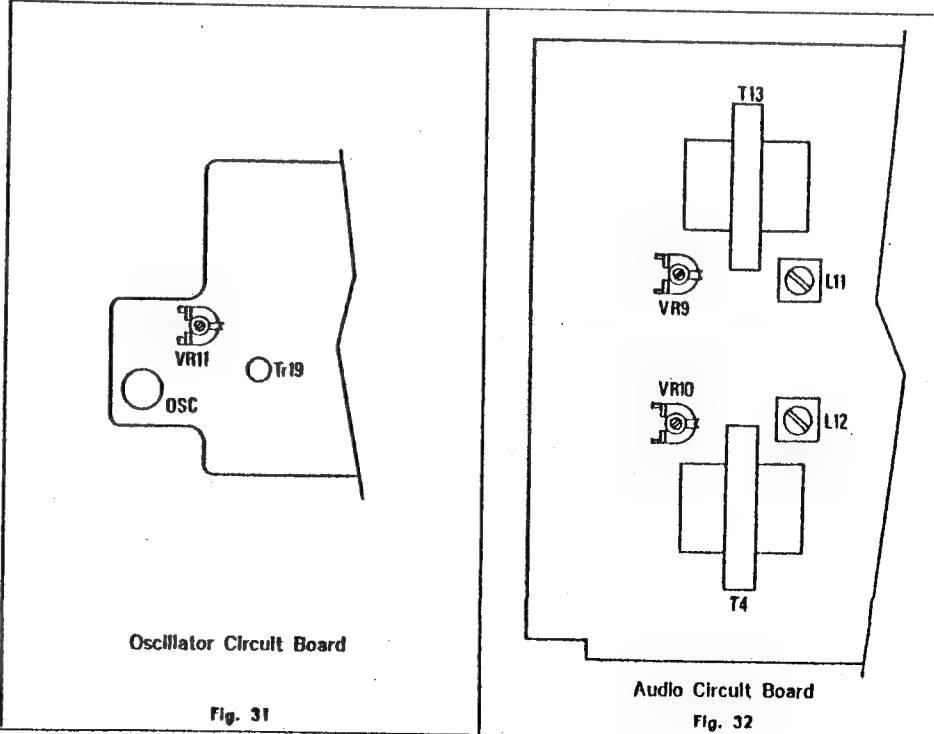 VR11
Tr19
OSC
Oscillator Circuit Board
Fig. 31
T13
L11
VR9
VR10
L12
T4
Audio Circuit Board
Fig. 32